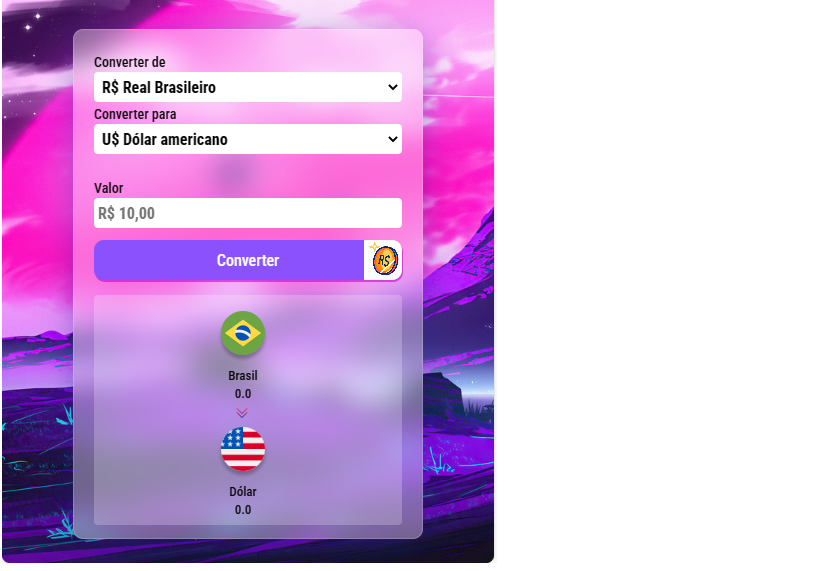 Converter de
R$ Real Brasileiro
Converter para
U$ Dólar americano
Valor
R$ 10,00
Converter
R$
Brasil
0.0
Dólar
0.0